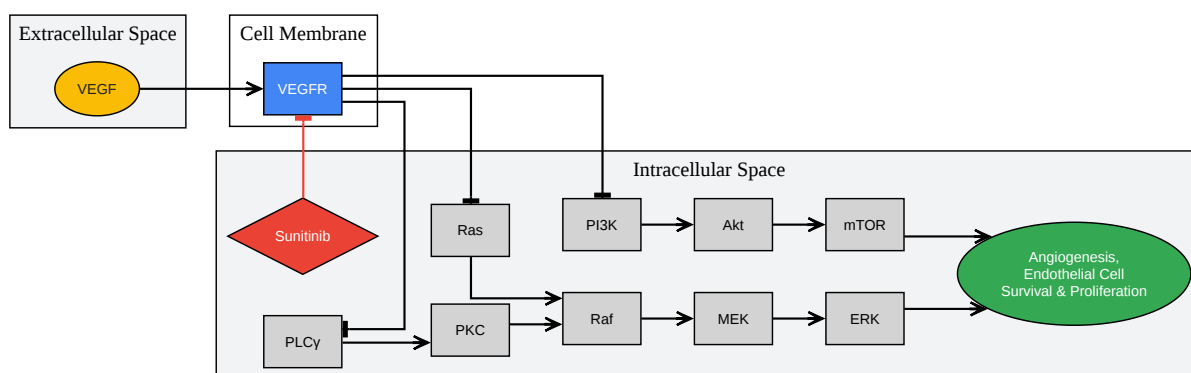 Extracellular Space
Cell Membrane
VEGF
VEGFR
Intracellular Space
Sunitinib
Ras
PI3K
Akt
mTOR
Angiogenesis,
Endothelial Cell
Survival & Proliferation
PLCγ
PKC
Raf
MEK
ERK